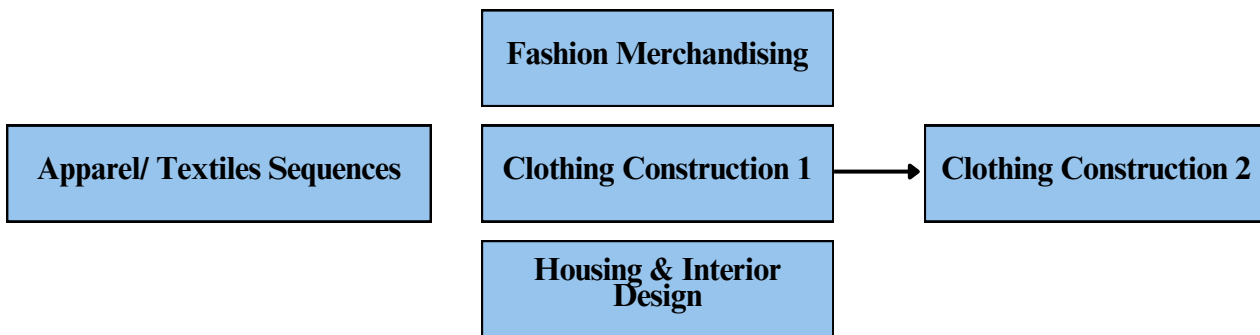 Fashion Merchandising
Apparel/ Textiles Sequences
Clothing Construction 1
Clothing Construction 2
Housing & Interior
Design